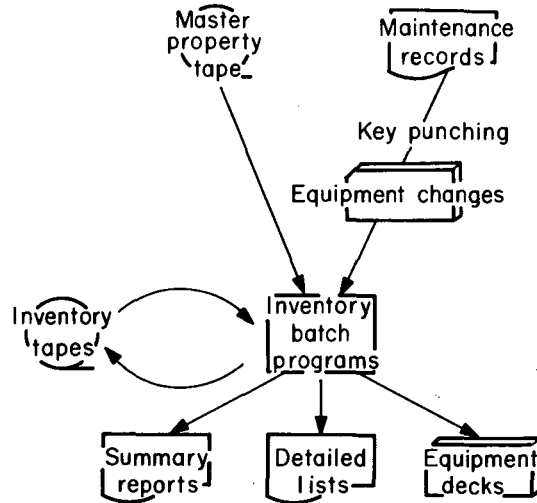 Master
property
tape
Maintenance
records
Key punching
Equipment changes
Inventory
tapes
Inventory
batch
programs
Summary
reports
Detailed
lists
Equipment
decks